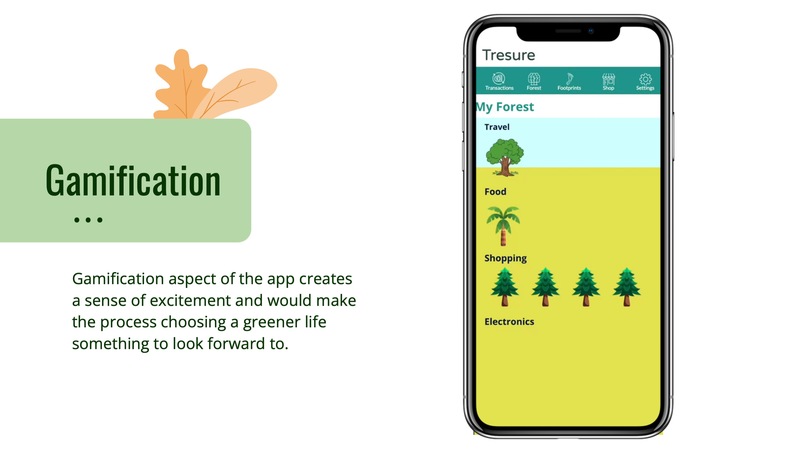 Gamification
Gamification aspect of the app creates
a sense of excitement and would make
the process choosing a greener life
something to look forward to.
Tresure
Transactions Forest Footprints Shop Settings
My Forest
Travel
Food
Shopping
Electronics